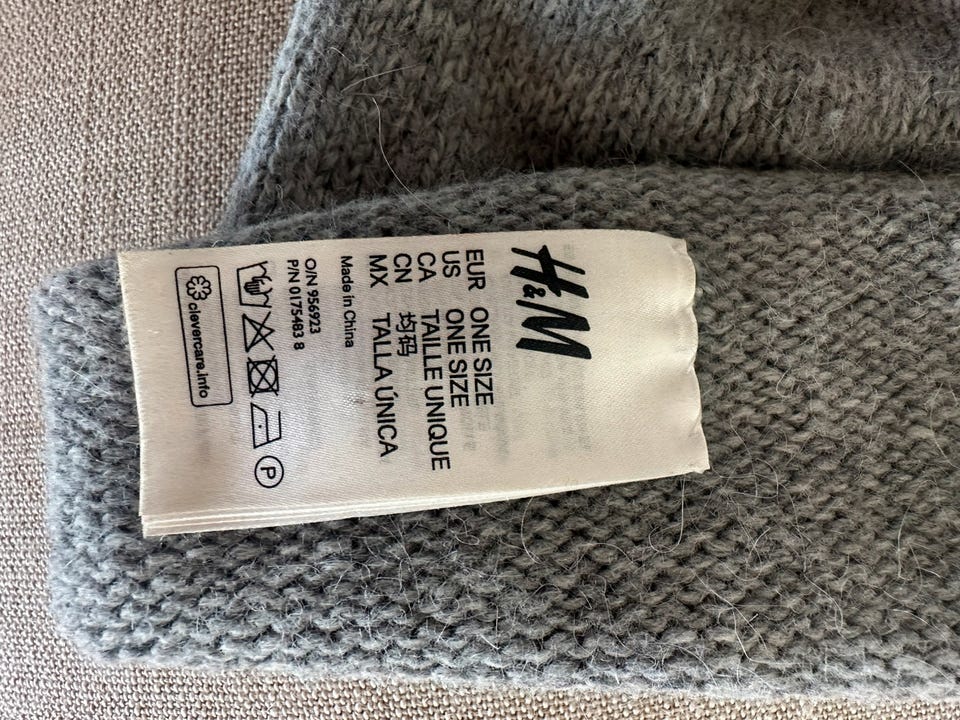 H&M
EUR ONE SIZE
US ONE SIZE
CA TAILLE UNIQUE
CN 均码
MX TALLA ÚNICA
Made in China
O/N 956923
P/N 0175483 8
P
clevercare.info